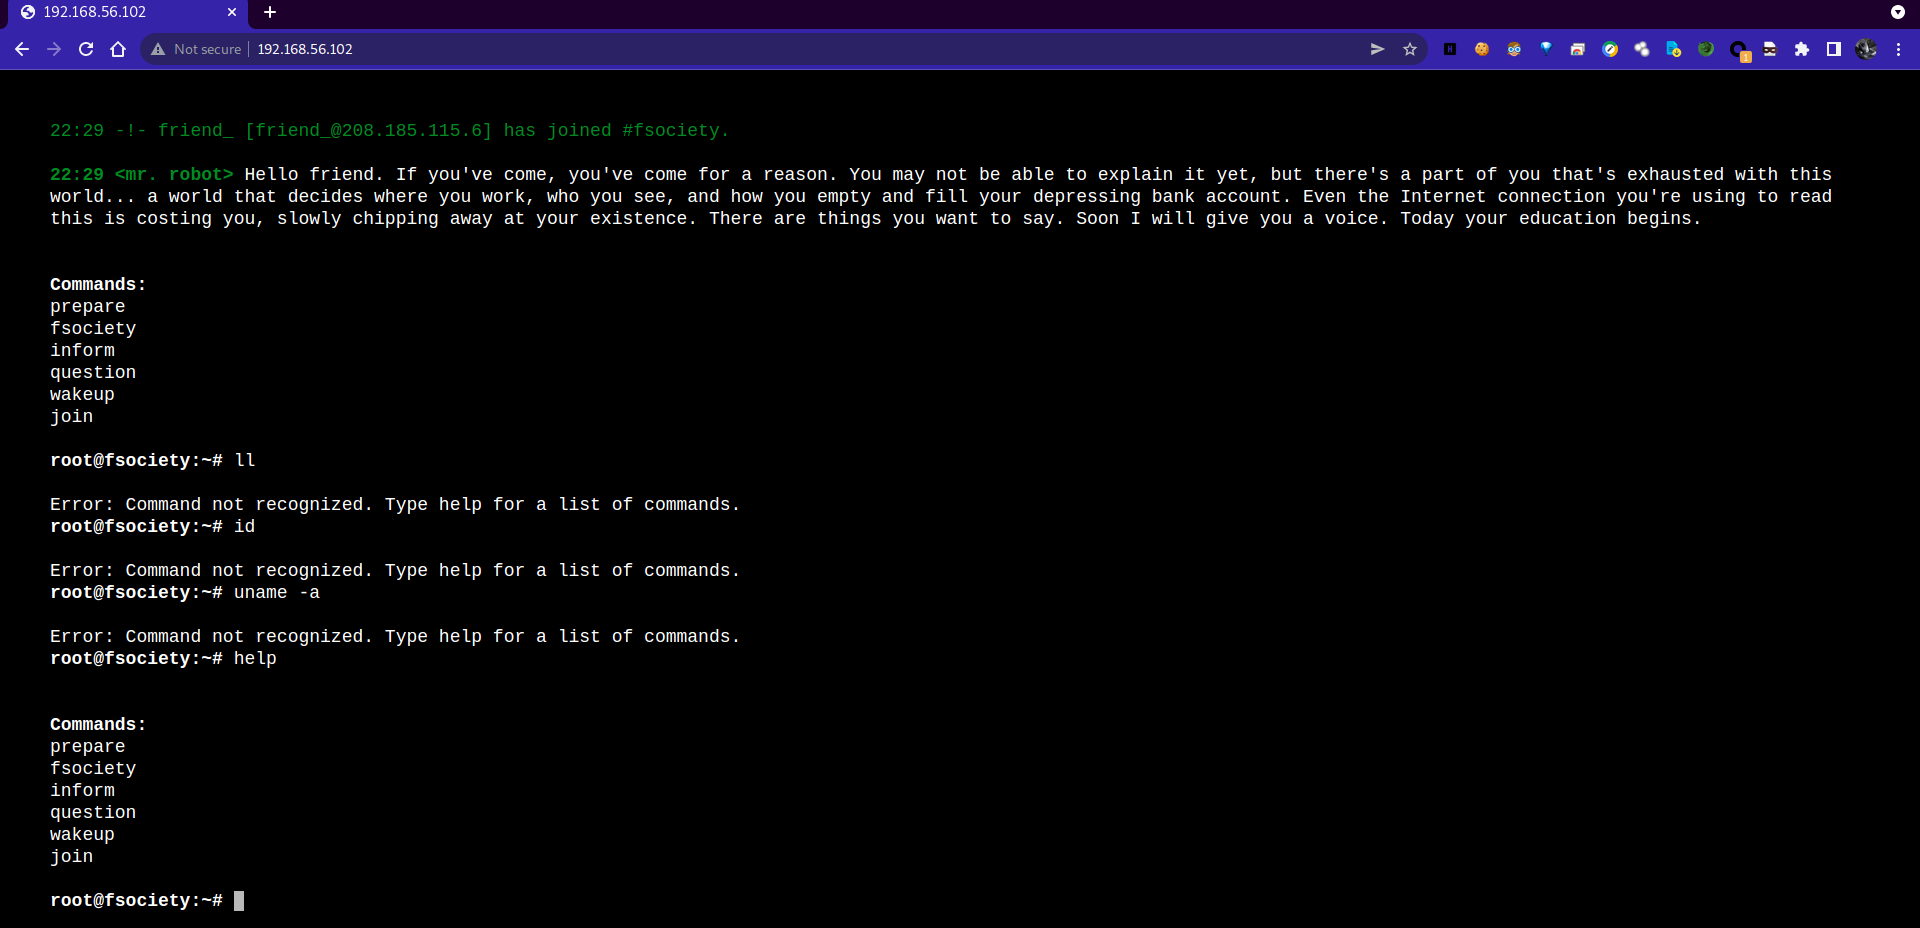 192.168.56.102
Not secure 192.168.56.102
1
22:29 -!- friend_ [friend_@208.185.115.6] has joined #fsociety.
22:29 <mr. robot> Hello friend. If you've come, you've come for a reason. You may not be able to explain it yet, but there's a part of you that's exhausted with this
world... a world that decides where you work, who you see, and how you empty and fill your depressing bank account. Even the Internet connection you're using to read
this is costing you, slowly chipping away at your existence. There are things you want to say. Soon I will give you a voice. Today your education begins.
Commands:
prepare
fsociety
inform
question
wakeup
join
root@fsociety:~# ll
Error: Command not recognized. Type help for a list of commands.
root@fsociety:~# id
Error: Command not recognized. Type help for a list of commands.
root@fsociety:~# uname -a
Error: Command not recognized. Type help for a list of commands.
root@fsociety:~# help
Commands:
prepare
fsociety
inform
question
wakeup
join
root@fsociety:~#